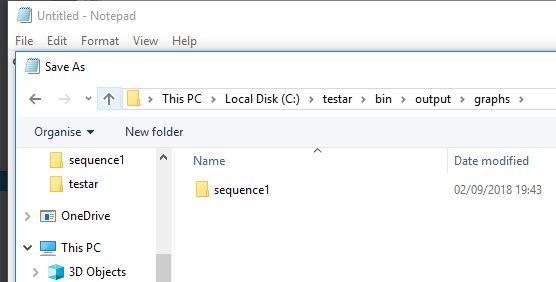 Untitled - Notepad
File Edit Format View Help
Save As
This PC > Local Disk (C:) > testar > bin > output > graphs >
Organise New folder
sequence1
testar
OneDrive
This PC
3D Objects
Name Date modified
sequence1 02/09/2018 19:43